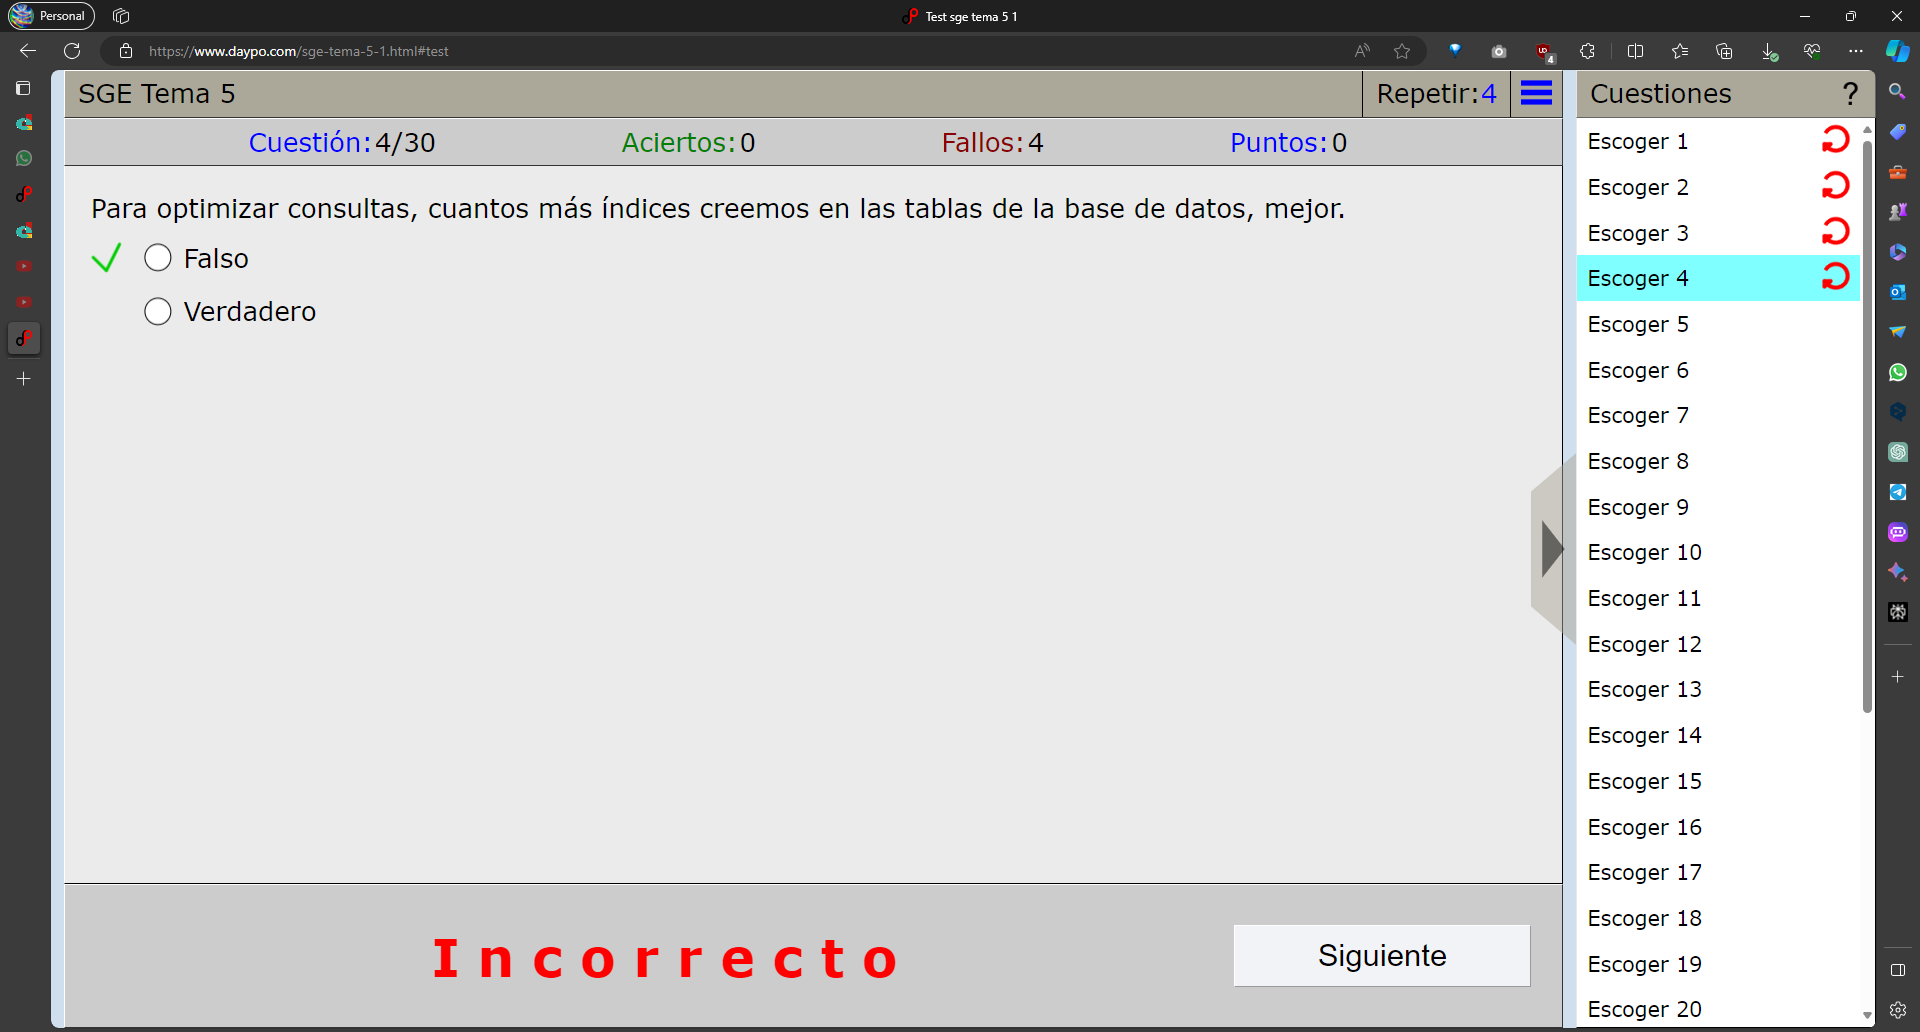 Personal
Test sge tema 5 1
https://www.daypo.com/sge-tema-5-1.html#test
SGE Tema 5
Repetir:4
Cuestiones
?
Cuestión:4/30
Aciertos:0
Fallos:4
Puntos:0
Para optimizar consultas, cuantos más índices creemos en las tablas de la base de datos, mejor.
Falso
Verdadero
Incorrecto
Siguiente
Escoger 1
Escoger 2
Escoger 3
Escoger 4
Escoger 5
Escoger 6
Escoger 7
Escoger 8
Escoger 9
Escoger 10
Escoger 11
Escoger 12
Escoger 13
Escoger 14
Escoger 15
Escoger 16
Escoger 17
Escoger 18
Escoger 19
Escoger 20